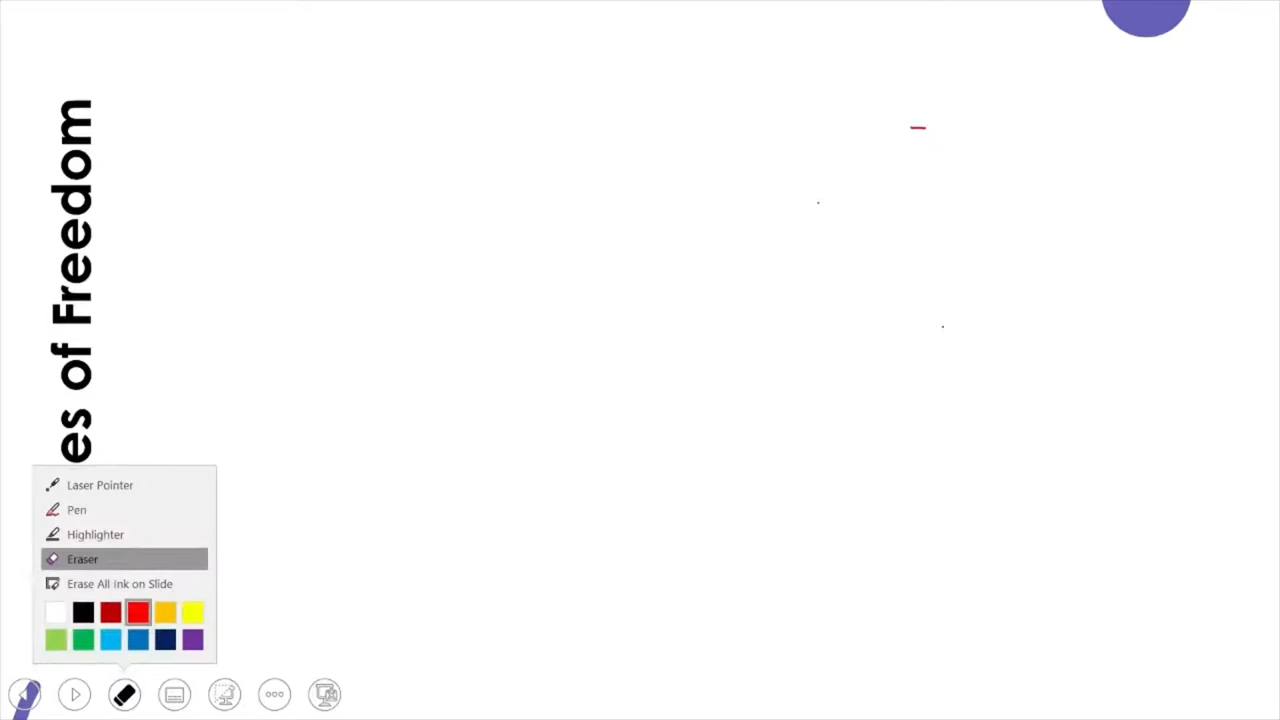 es of Freedom
Laser Pointer
Pen
Highlighter
Eraser
Erase All Ink on Slide